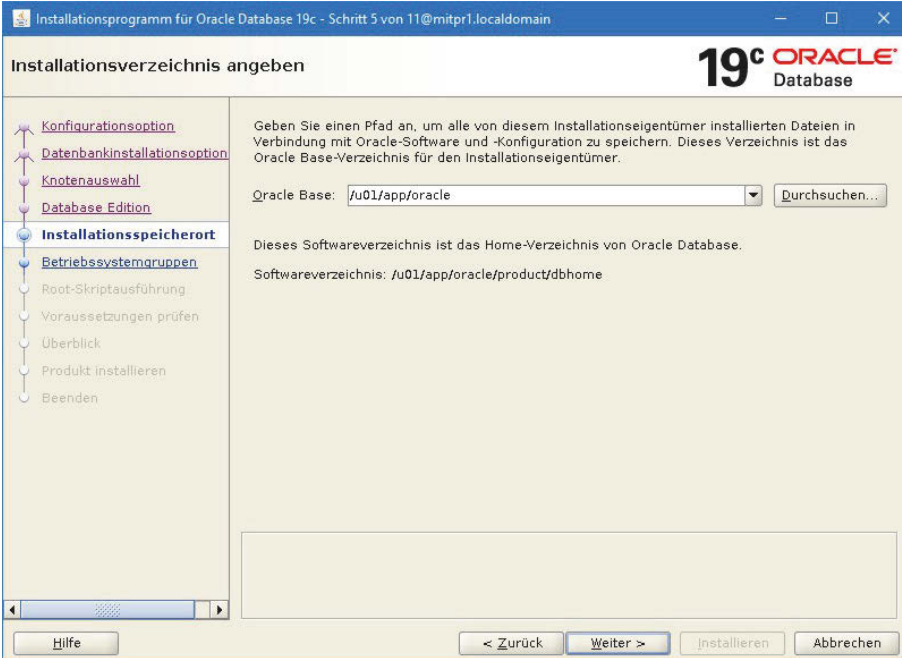 Installationsprogramm für Oracle Database 19c - Schritt 5 von 11@mitpr1.localdomain
Installationsverzeichnis angeben
19c ORACLE
Database
Konfigurationsoption
Datenbankinstallationsoption
Knotenauswahl
Database Edition
Installationsspeicherort
Betriebssystemgruppen
Root-Skriptausführung
Voraussetzungen prüfen
Überblick
Produkt installieren
Beenden
Geben Sie einen Pfad an, um alle von diesem Installationseigentümer installierten Dateien in
Verbindung mit Oracle-Software und -Konfiguration zu speichern. Dieses Verzeichnis ist das
Oracle Base-Verzeichnis für den Installationseigentümer.
Oracle Base: /u01/app/oracle Durchsuchen...
Dieses Softwareverzeichnis ist das Home-Verzeichnis von Oracle Database.
Softwareverzeichnis: /u01/app/oracle/product/dbhome
Hilfe < Zurück Weiter > Installieren Abbrechen